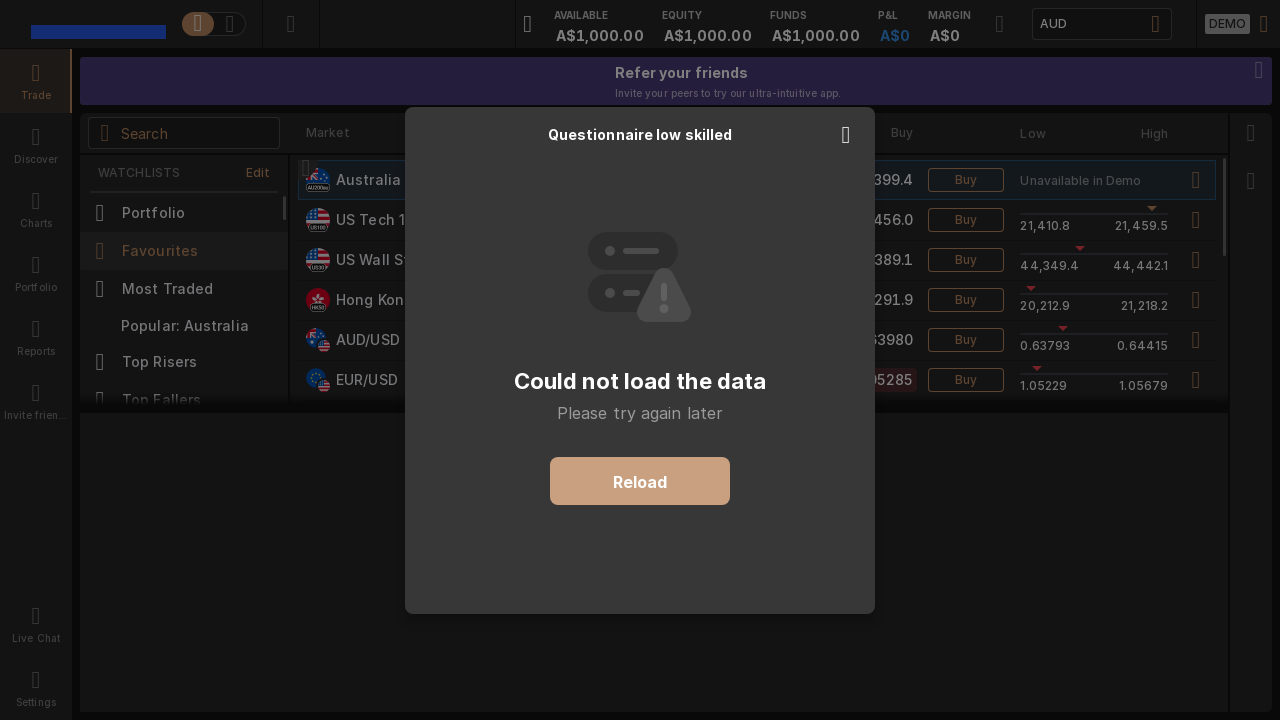 AVAILABLE
A$1,000.00
EQUITY
A$1,000.00
FUNDS
A$1,000.00
P&L
A$0
MARGIN
A$0
AUD
DEMO
Trade
Discover
Charts
Portfolio
Reports
Invite frien...
Live Chat
Settings
Refer your friends
Invite your peers to try our ultra-intuitive app.
Search
WATCHLISTS
Edit
Portfolio
Favourites
Most Traded
Popular: Australia
Top Risers
Top Fallers
Market
Buy
Low
High
Australia
399.4
Buy
Unavailable in Demo
US Tech 1
456.0
Buy
21,410.8
21,459.5
US Wall St
389.1
Buy
44,349.4
44,442.1
Hong Kon
291.9
Buy
20,212.9
21,218.2
AUD/USD
63980
Buy
0.63793
0.64415
EUR/USD
05285
Buy
1.05229
1.05679
Questionnaire low skilled
Could not load the data
Please try again later
Reload